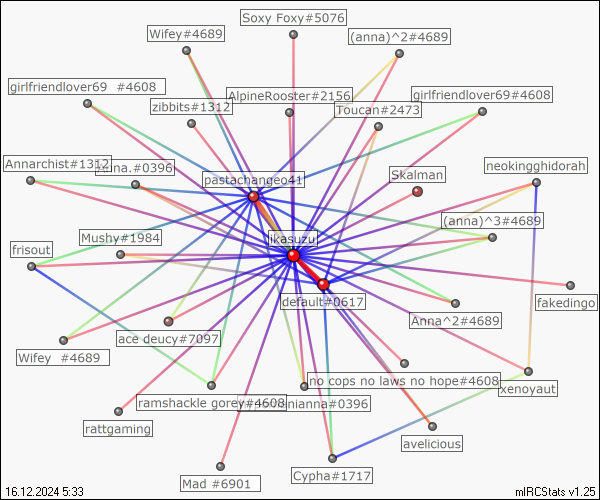 Soxy Foxy#5076
Wifey#4689
(anna)^2#4689
girlfriendlover69 #4608
AlpineRooster#2156
girlfriendlover69#4608
zibbits#1312
Toucan#2473
Annarchist#1312
Anna.#0396
neokingghidorah
Skalman
pastachangeo41
(anna)^3#4689
Mushy#1984
ikasuzu
frisout
default#0617
fakedingo
Anna^2#4689
ace deucy#7097
Wifey #4689
no cops no laws no hope#4608
xenoyaut
ramshackle gorey#4608
nianna#0396
rattgaming
avelicious
Mad #6901
Cypha#1717
16.12.2024 5:33
mIRCStats v1.25